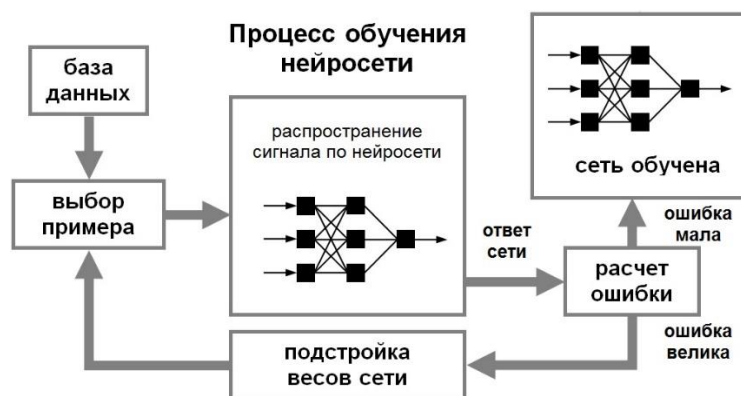 Процесс обучения
нейросети
база
данных
выбор
примера
распространение
сигнала по нейросети
ответ
сети
расчет
ошибки
ошибка
мала
сеть обучена
ошибка
велика
подстройка
весов сети